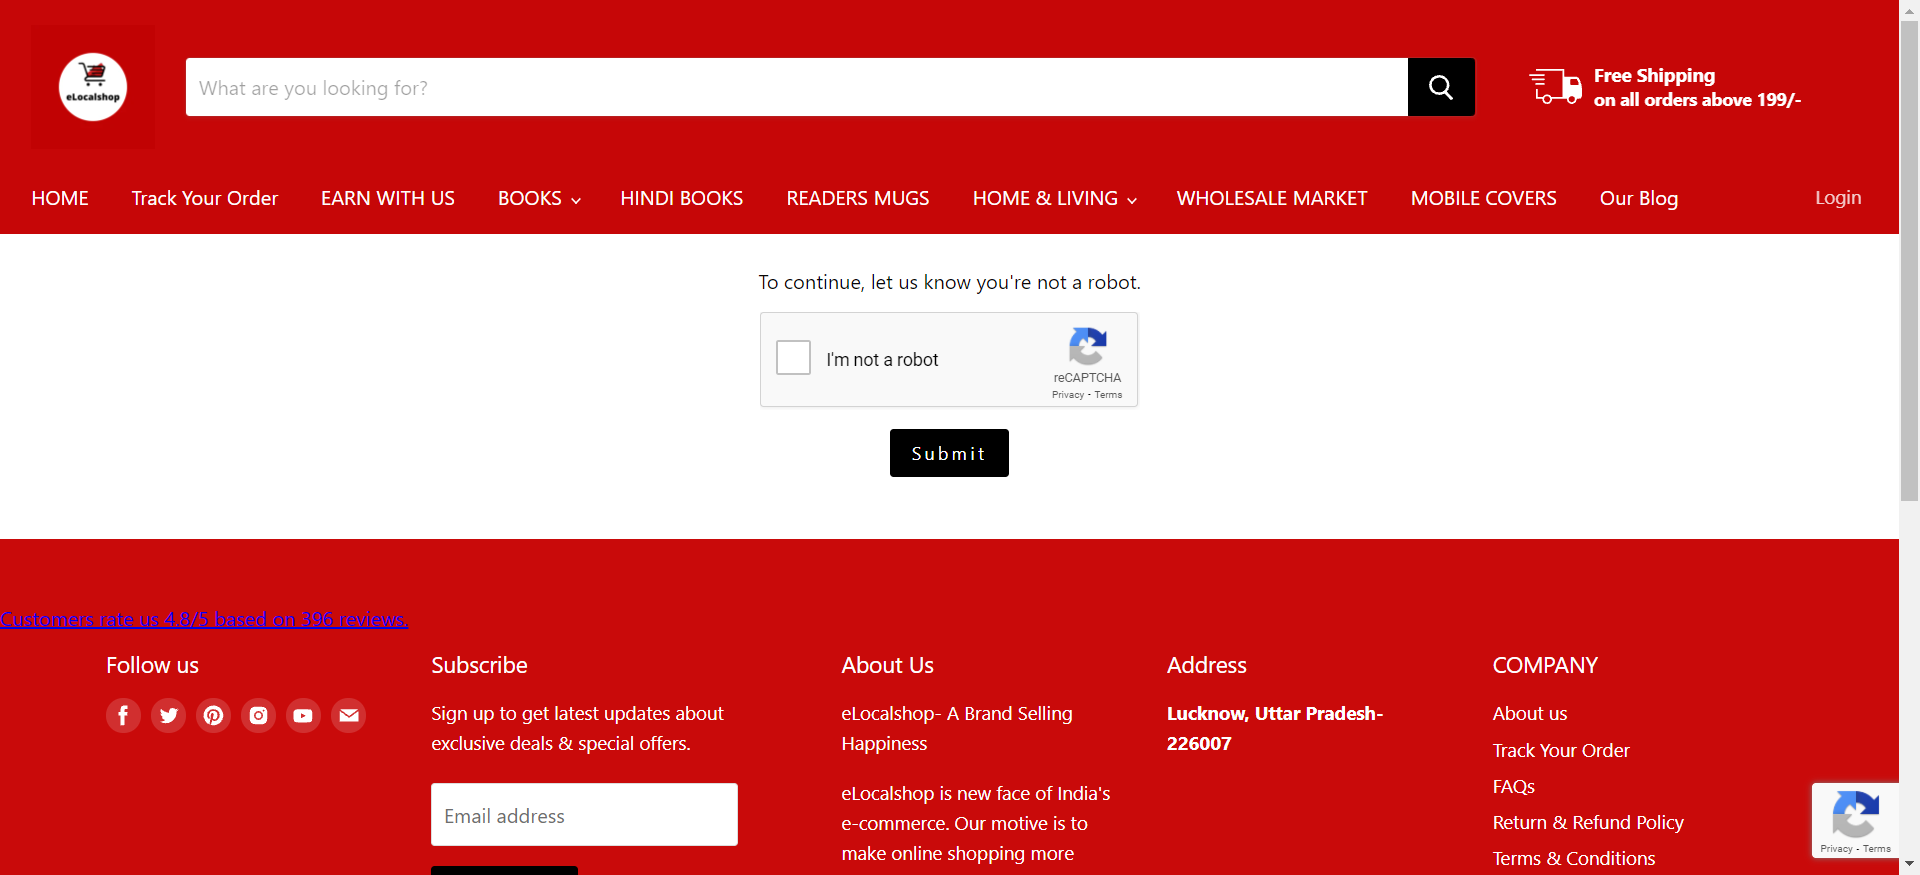 eLocalshop
What are you looking for?
Free Shipping
on all orders above 199/-
HOME
Track Your Order
EARN WITH US
BOOKS
HINDI BOOKS
READERS MUGS
HOME & LIVING
WHOLESALE MARKET
MOBILE COVERS
Our Blog
Login
To continue, let us know you're not a robot.
I'm not a robot
reCAPTCHA
Privacy - Terms
Submit
Customers rate us 4.8/5 based on 396 reviews.
Follow us
Subscribe
Sign up to get latest updates about
exclusive deals & special offers.
Email address
About Us
eLocalshop- A Brand Selling
Happiness
eLocalshop is new face of India's
e-commerce. Our motive is to
make online shopping more
Address
Lucknow, Uttar Pradesh-
226007
COMPANY
About us
Track Your Order
FAQs
Return & Refund Policy
Terms & Conditions
Privacy - Terms